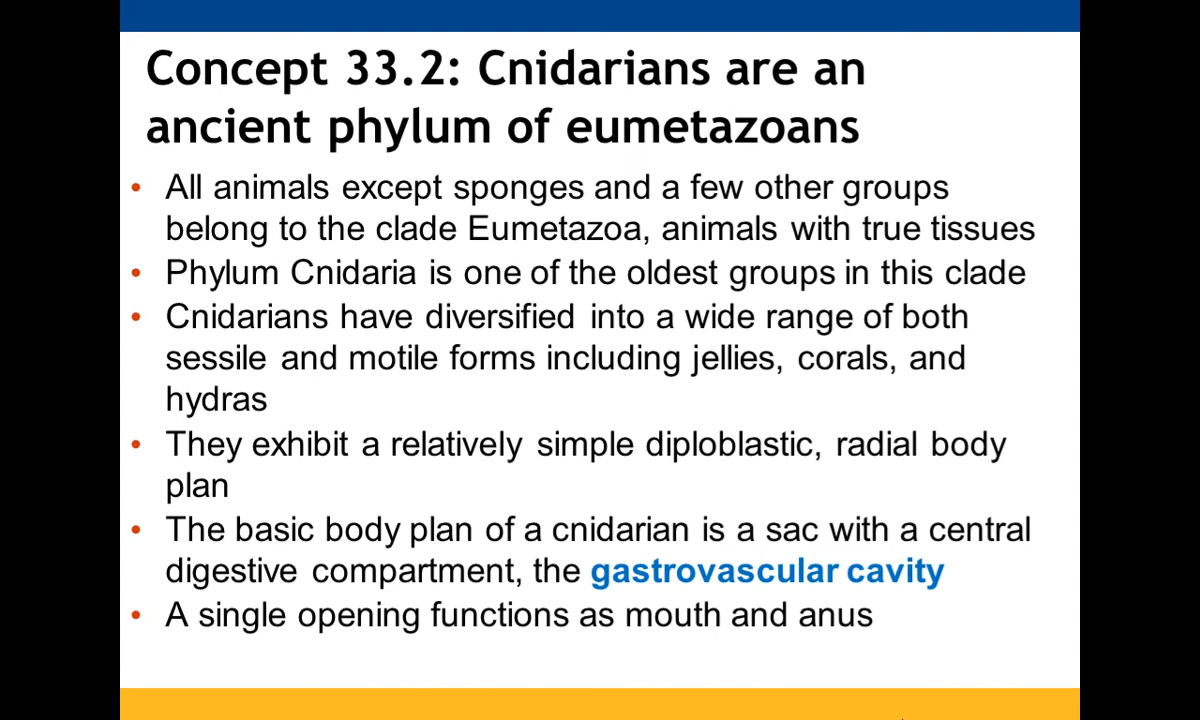 Concept 33.2: Cnidarians are an
ancient phylum of eumetazoans
• All animals except sponges and a few other groups
belong to the clade Eumetazoa, animals with true tissues
• Phylum Cnidaria is one of the oldest groups in this clade
• Cnidarians have diversified into a wide range of both
sessile and motile forms including jellies, corals, and
hydras
• They exhibit a relatively simple diploblastic, radial body
plan
• The basic body plan of a cnidarian is a sac with a central
digestive compartment, the gastrovascular cavity
• A single opening functions as mouth and anus